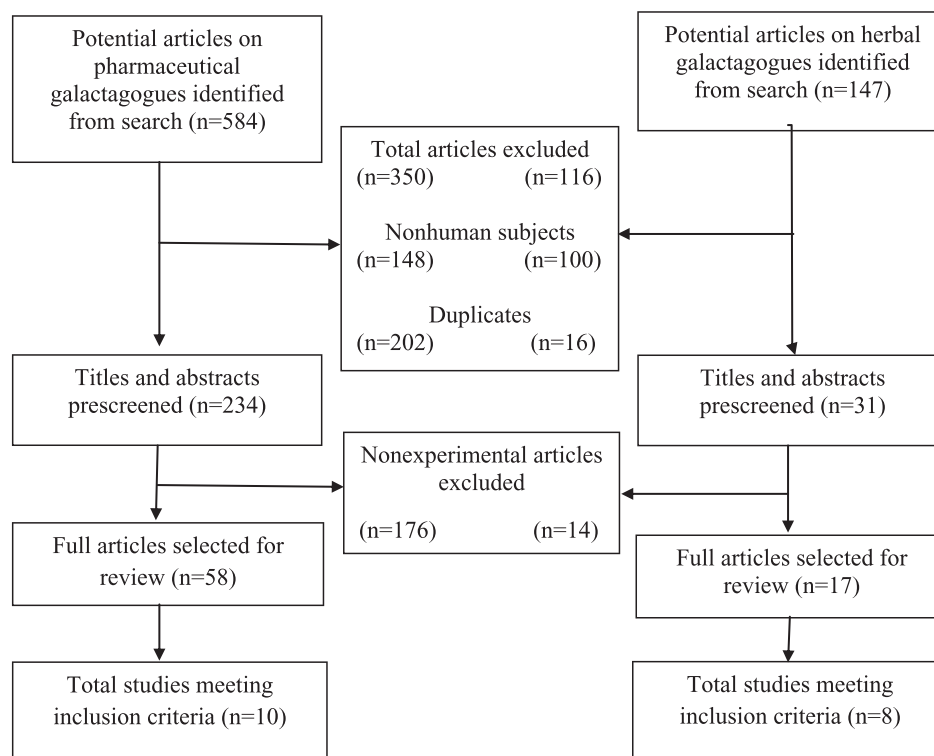 Potential articles on
pharmaceutical
galactagogues identified
from search (n=584)
Potential articles on herbal
galactagogues identified
from search (n=147)
Total articles excluded
(n=350) (n=116)
Nonhuman subjects
(n=148) (n=100)
Duplicates
(n=202) (n=16)
Titles and abstracts
prescreened (n=234)
Titles and abstracts
prescreened (n=31)
Nonexperimental articles
excluded
(n=176) (n=14)
Full articles selected for
review (n=58)
Full articles selected for
review (n=17)
Total studies meeting
inclusion criteria (n=10)
Total studies meeting
inclusion criteria (n=8)